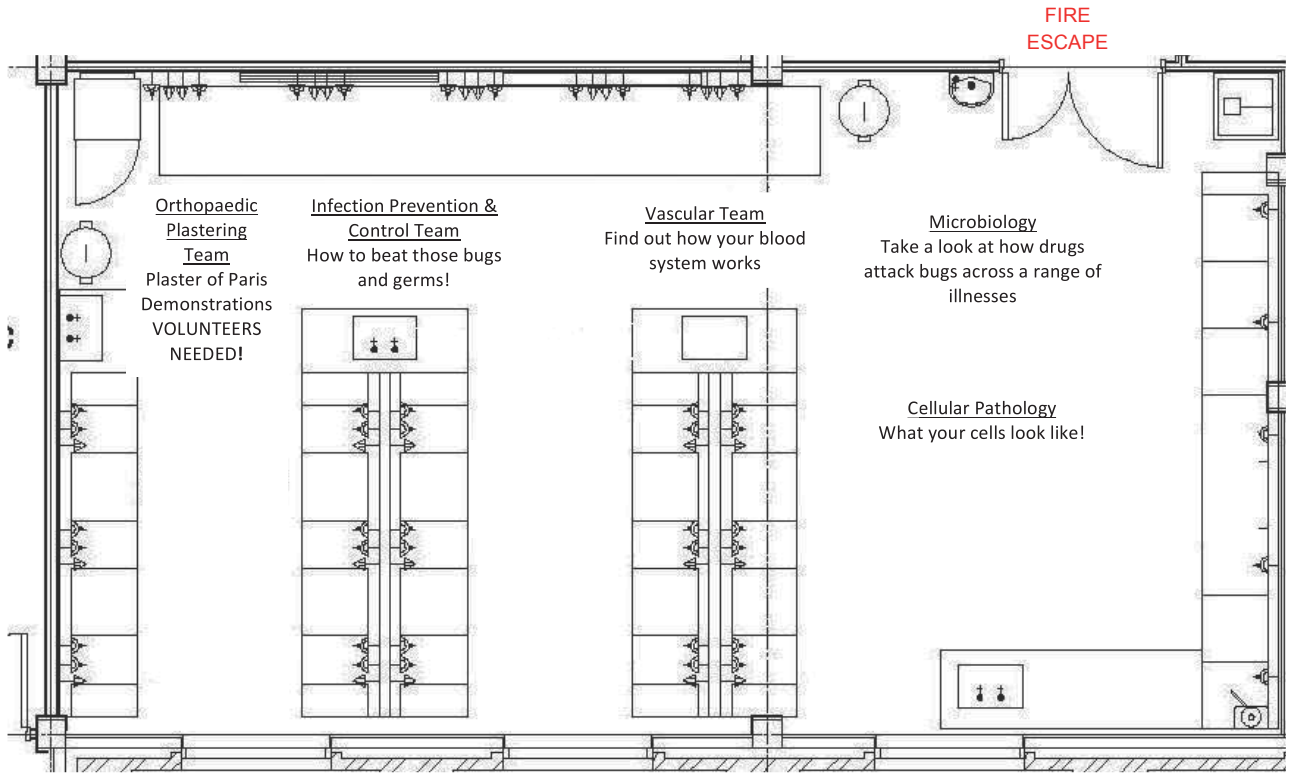 FIRE
ESCAPE
Orthopaedic
Plastering
Team
Plaster of Paris
Demonstrations
VOLUNTEERS
NEEDED!
Infection Prevention &
Control Team
How to beat those bugs
and germs!
Vascular Team
Find out how your blood
system works
Microbiology
Take a look at how drugs
attack bugs across a range of
illnesses
Cellular Pathology
What your cells look like!